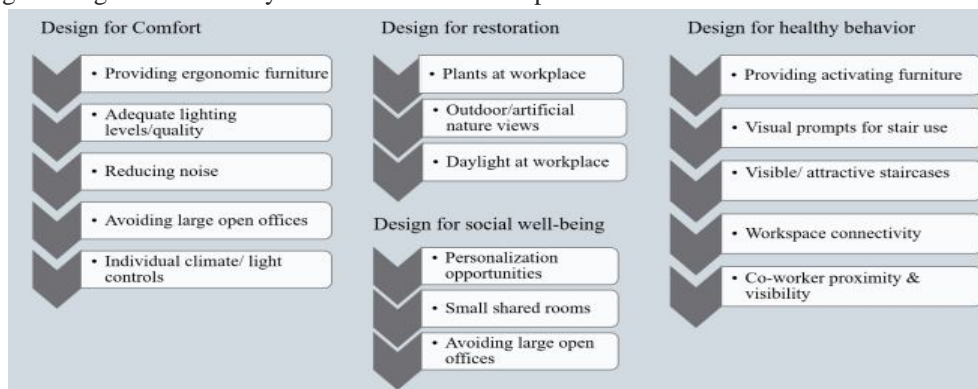 Design for Comfort
• Providing ergonomic furniture
• Adequate lighting
levels/quality
• Reducing noise
• Avoiding large open offices
• Individual climate/ light
controls
Design for restoration
• Plants at workplace
• Outdoor/artificial
nature views
• Daylight at workplace
Design for social well-being
• Personalization
opportunities
• Small shared rooms
• Avoiding large open
offices
Design for healthy behavior
• Providing activating furniture
• Visual prompts for stair use
• Visible/ attractive staircases
• Workspace connectivity
• Co-worker proximity &
visibility